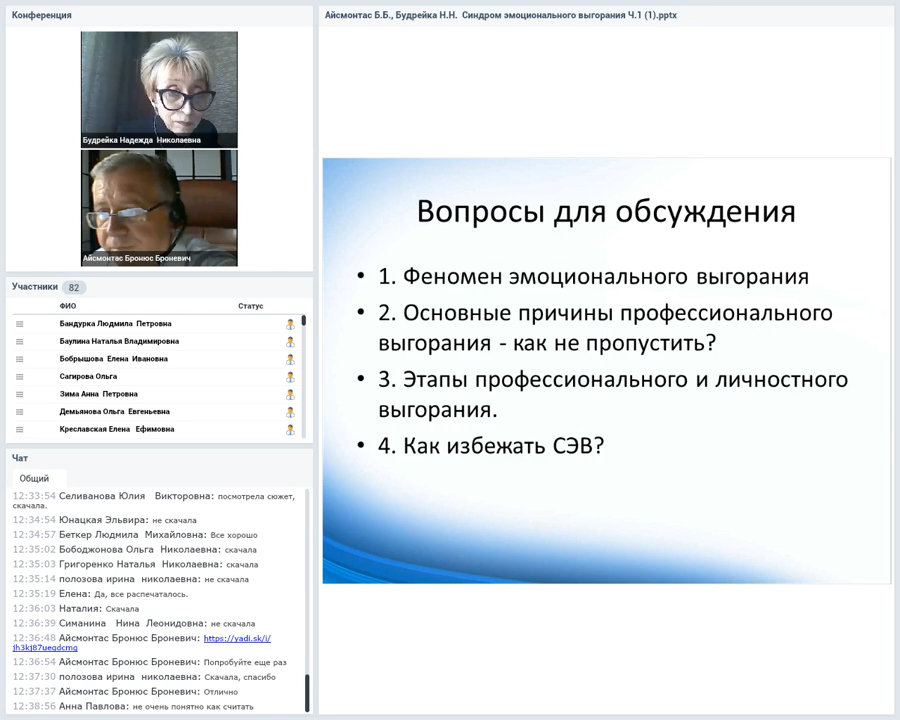 Конференция
Будрейка Надежда Николаевна
Айсмонтас Бронюс Броневич
Участники 82
ФИО Статус
Бандурка Людмила Петровна
Баулина Наталья Владимировна
Бобрышова Елена Ивановна
Сагирова Ольга
Зима Анна Петровна
Демьянова Ольга Евгеньевна
Креславская Елена Ефимовна
Чат
Общий
12:33:54 Селиванова Юлия Викторовна: посмотрела сюжет,
скачала.
12:34:54 Юнацкая Эльвира: не скачала
12:34:57 Беткер Людмила Михайловна: Все хорошо
12:35:02 Бободжонова Ольга Николаевна: скачала
12:35:03 Григоренко Наталья Николаевна: скачала
12:35:14 полозова ирина николаевна: не скачала
12:35:19 Елена: Да, все распечаталось.
12:36:03 Наталия: Скачала
12:36:39 Симанина Нина Леонидовна: не скачала
12:36:48 Айсмонтас Бронюс Броневич: https://yadi.sk/i/
jh3kj87ueqdcmg
12:36:54 Айсмонтас Бронюс Броневич: Попробуйте еще раз
12:37:30 полозова ирина николаевна: Скачала, спасибо
12:37:37 Айсмонтас Бронюс Броневич: Отлично
12:38:56 Анна Павлова: не очень понятно как считать
Айсмонтас Б.Б., Будрейка Н.Н. Синдром эмоционального выгорания Ч.1 (1).pptx
Вопросы для обсуждения
• 1. Феномен эмоционального выгорания
• 2. Основные причины профессионального
выгорания - как не пропустить?
• 3. Этапы профессионального и личностного
выгорания.
• 4. Как избежать СЭВ?